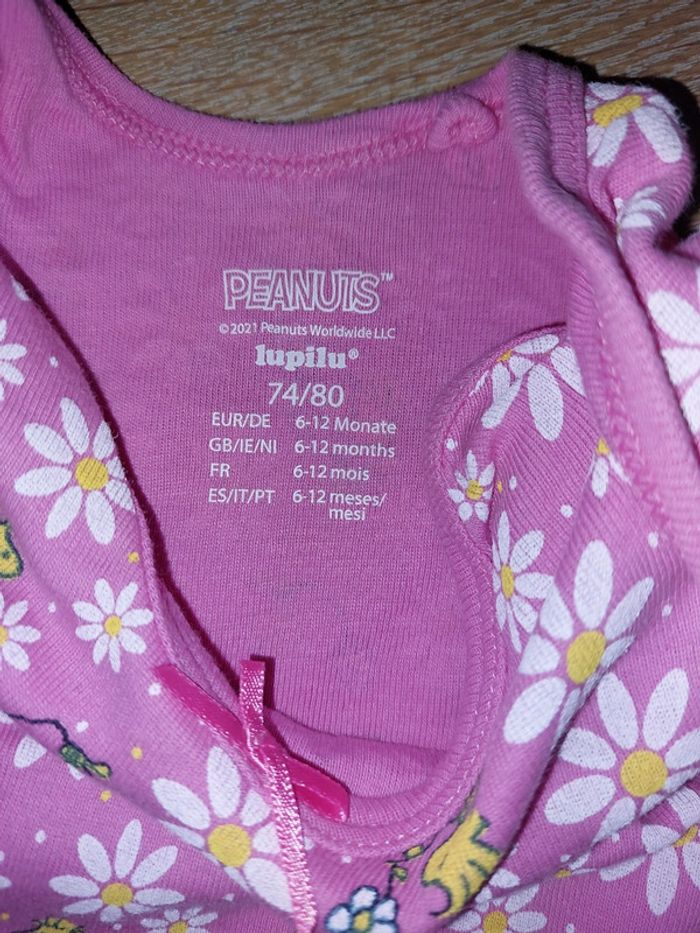 PEANUTS™
© 2021 Peanuts Worldwide LLC
lupilu®
74/80
EUR/DE 6-12 Monate
GB/IE/NI 6-12 months
FR 6-12 mois
ES/IT/PT 6-12 meses/
mesi